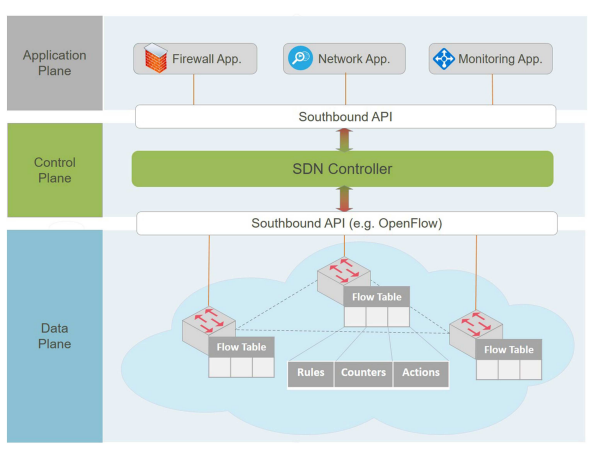 Application
Plane
Firewall App.
Network App.
Monitoring App.
Southbound API
Control
Plane
SDN Controller
Southbound API (e.g. OpenFlow)
Data
Plane
Flow Table
Flow Table
Flow Table
Rules
Counters
Actions